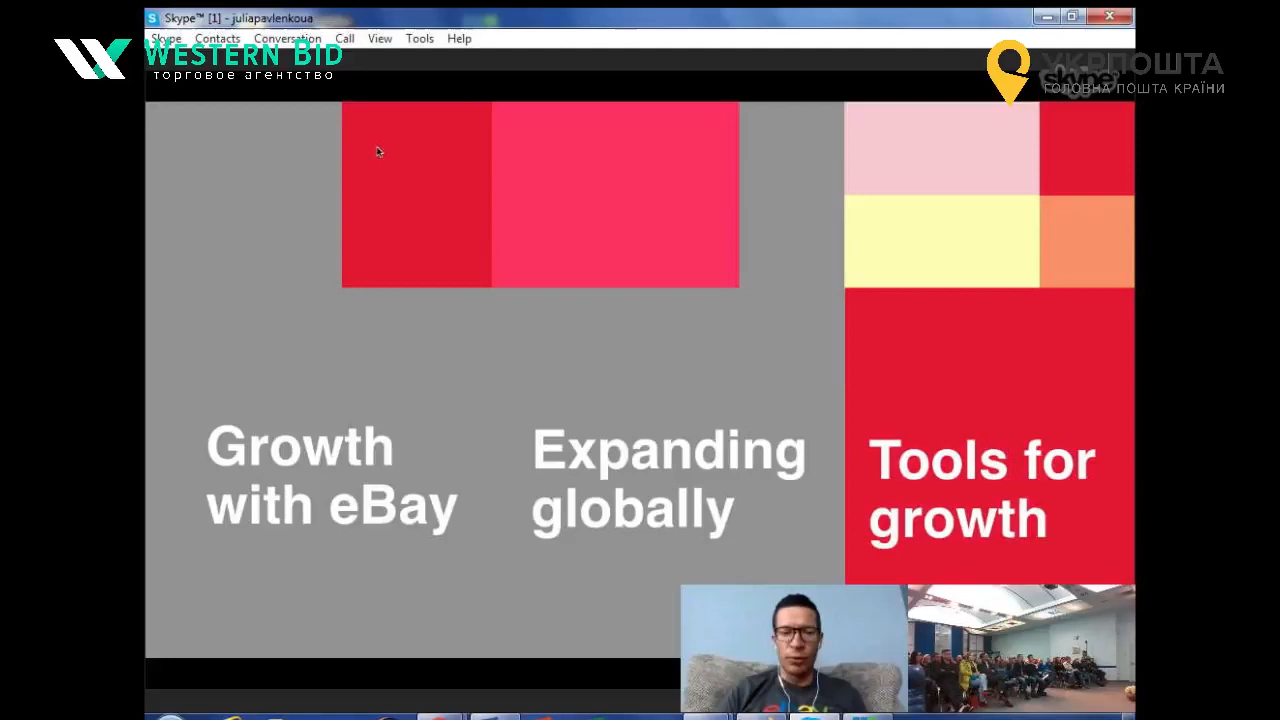 Skype™ [1] - juliapavlenkoua
Skype Contacts Conversation Call View Tools Help
WESTERN BID
торговое агентство
УКРПОШТА
ГОЛОВНА ПОШТА КРАЇНИ
skype
Growth
with eBay
Expanding
globally
Tools for
growth